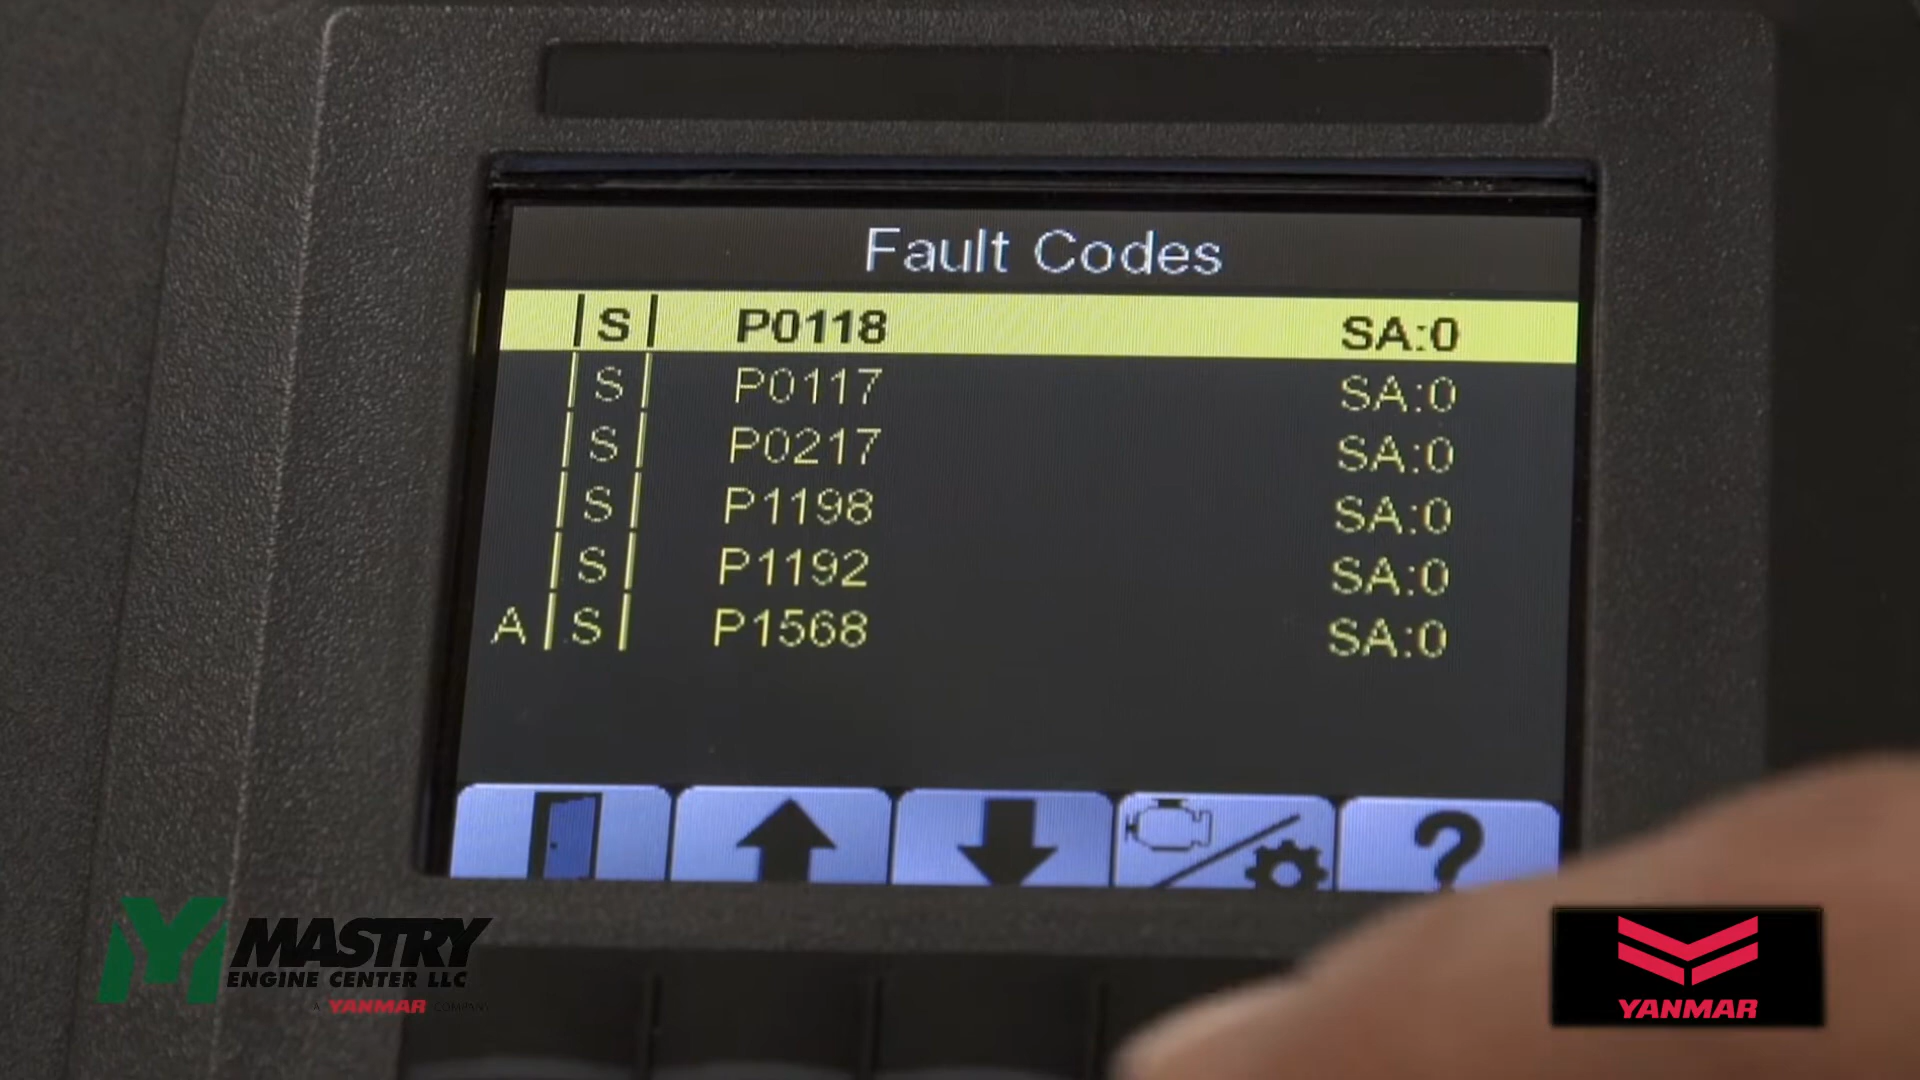 Fault Codes
| S | P0118 SA:0
| S | P0117 SA:0
| S | P0217 SA:0
| S | P1198 SA:0
| S | P1192 SA:0
A | S | P1568 SA:0
?
MASTRY
ENGINE CENTER LLC
A YANMAR COMPANY
YANMAR